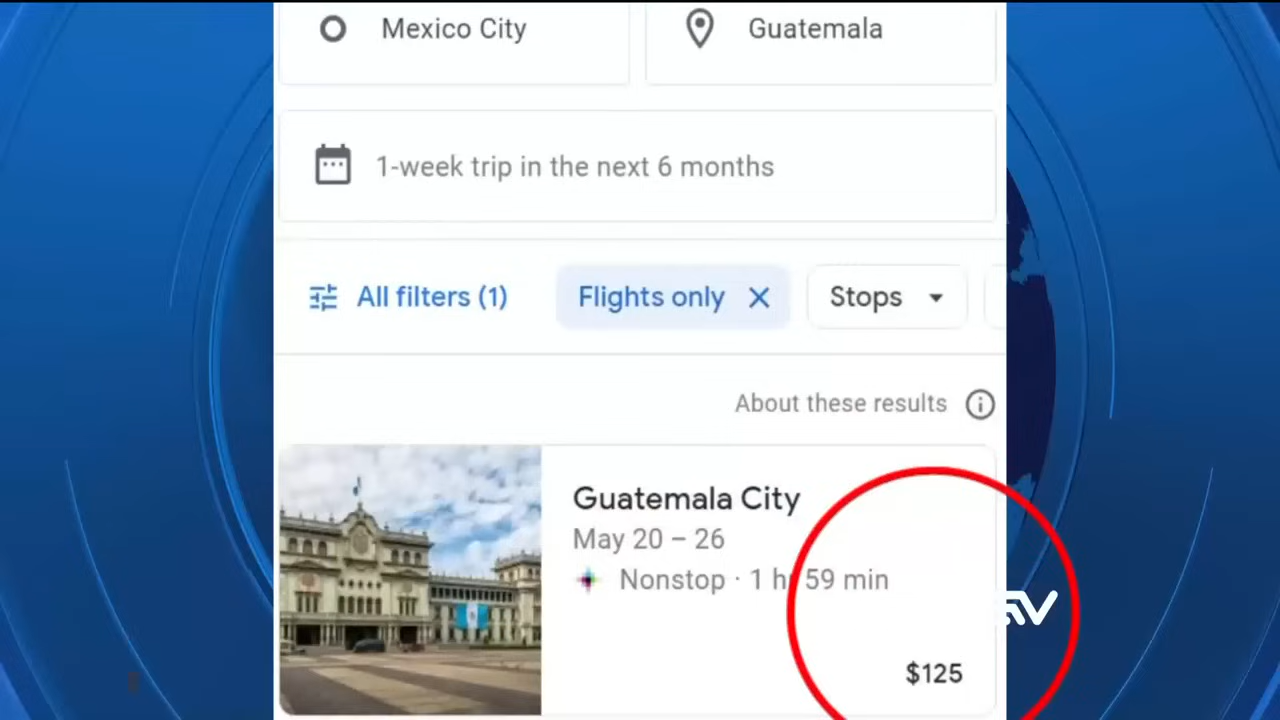 Mexico City
Guatemala
1-week trip in the next 6 months
All filters (1)
Flights only
Stops
About these results
Guatemala City
May 20 – 26
Nonstop · 1 hr 59 min
$125